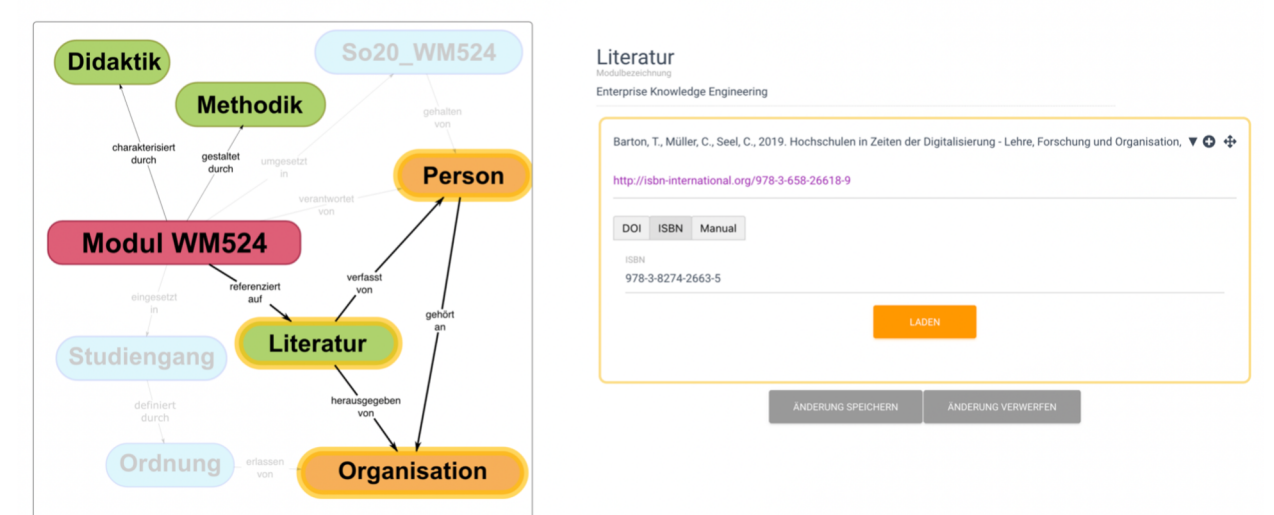 Didaktik
So20_WM524
Methodik
gehalten
von
charakterisiert
durch
gestaltet
durch
umgesetzt
in
Person
verantwortet
von
Modul WM524
referenziert
auf
verfasst
von
eingesetzt
in
gehört
an
Literatur
Studiengang
herausgegeben
von
definiert
durch
Ordnung
erlassen
von
Organisation
Literatur
Modulbezeichnung
Enterprise Knowledge Engineering
Barton, T., Müller, C., Seel, C., 2019. Hochschulen in Zeiten der Digitalisierung - Lehre, Forschung und Organisation,
http://isbn-international.org/978-3-658-26618-9
DOI ISBN Manual
ISBN
978-3-8274-2663-5
LADEN
ÄNDERUNG SPEICHERN ÄNDERUNG VERWERFEN